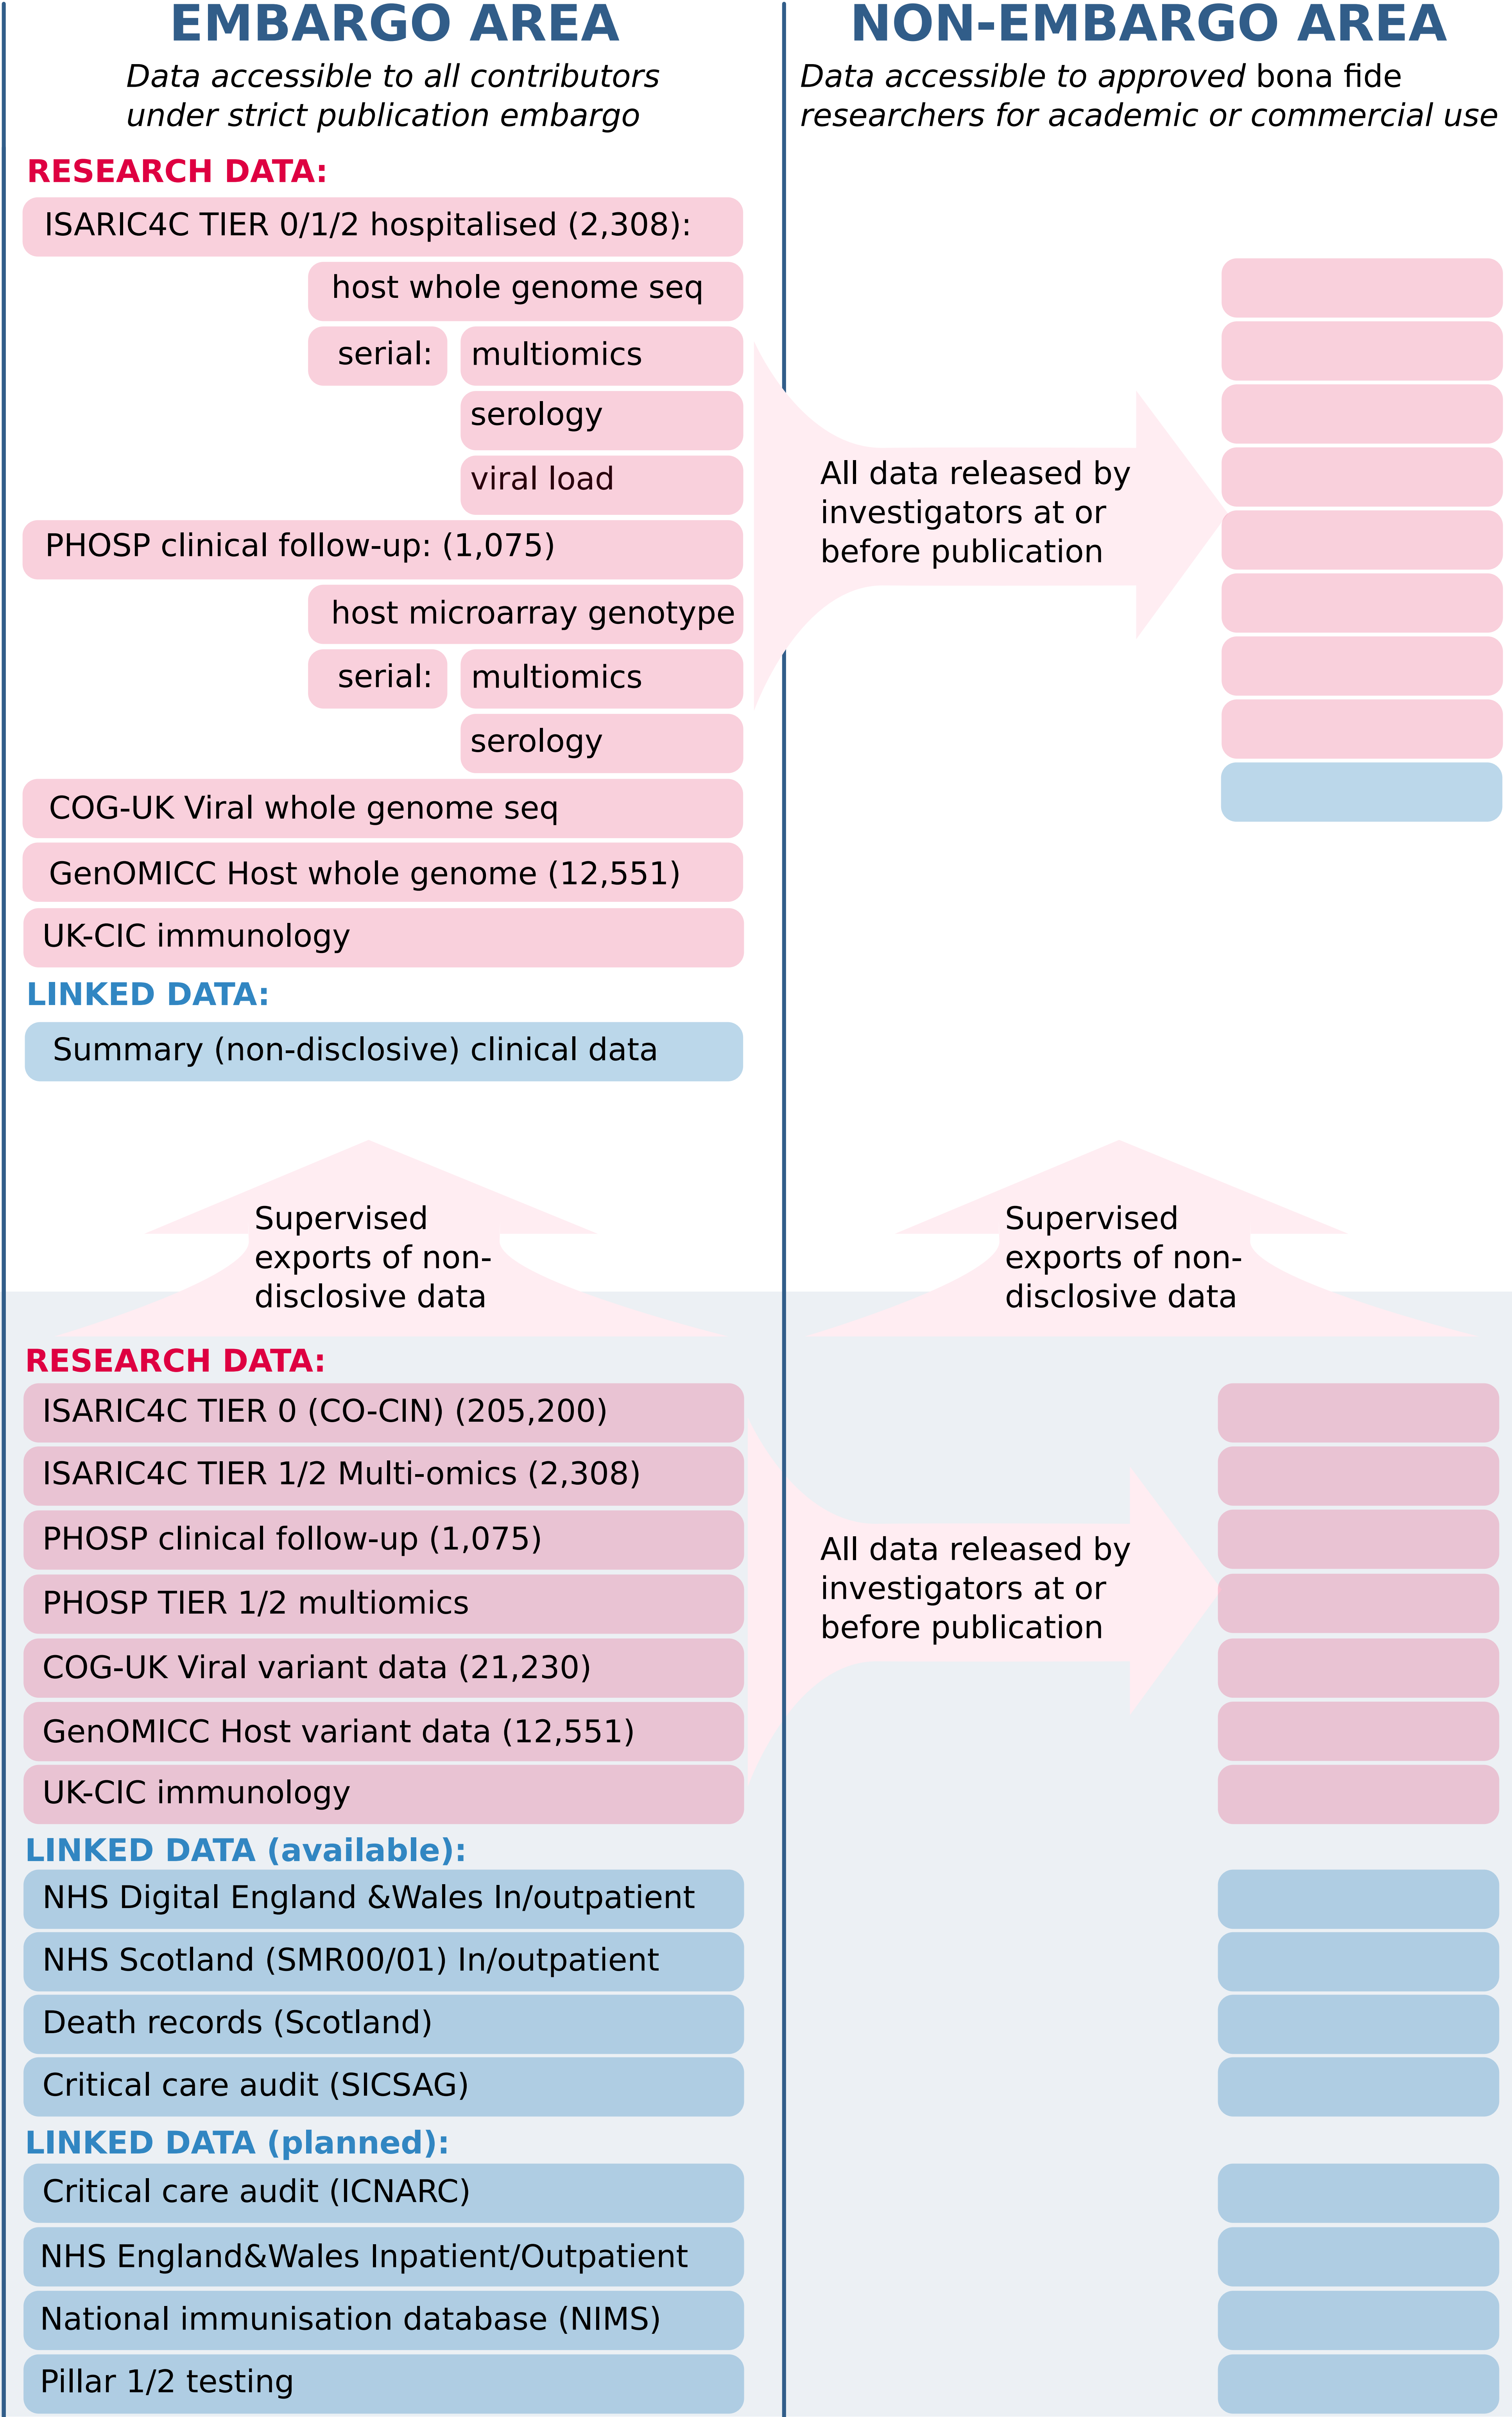 EMBARGO AREA
Data accessible to all contributors
under strict publication embargo
NON-EMBARGO AREA
Data accessible to approved bona fide
researchers for academic or commercial use
RESEARCH DATA:
ISARIC4C TIER 0/1/2 hospitalised (2,308):
host whole genome seq
serial: multiomics
serology
viral load
PHOSP clinical follow-up: (1,075)
host microarray genotype
serial: multiomics
serology
COG-UK Viral whole genome seq
GenOMICC Host whole genome (12,551)
UK-CIC immunology
All data released by
investigators at or
before publication
LINKED DATA:
Summary (non-disclosive) clinical data
Supervised
exports of non-
disclosive data
Supervised
exports of non-
disclosive data
RESEARCH DATA:
ISARIC4C TIER 0 (CO-CIN) (205,200)
ISARIC4C TIER 1/2 Multi-omics (2,308)
PHOSP clinical follow-up (1,075)
PHOSP TIER 1/2 multiomics
COG-UK Viral variant data (21,230)
GenOMICC Host variant data (12,551)
UK-CIC immunology
All data released by
investigators at or
before publication
LINKED DATA (available):
NHS Digital England &Wales In/outpatient
NHS Scotland (SMR00/01) In/outpatient
Death records (Scotland)
Critical care audit (SICSAG)
LINKED DATA (planned):
Critical care audit (ICNARC)
NHS England&Wales Inpatient/Outpatient
National immunisation database (NIMS)
Pillar 1/2 testing